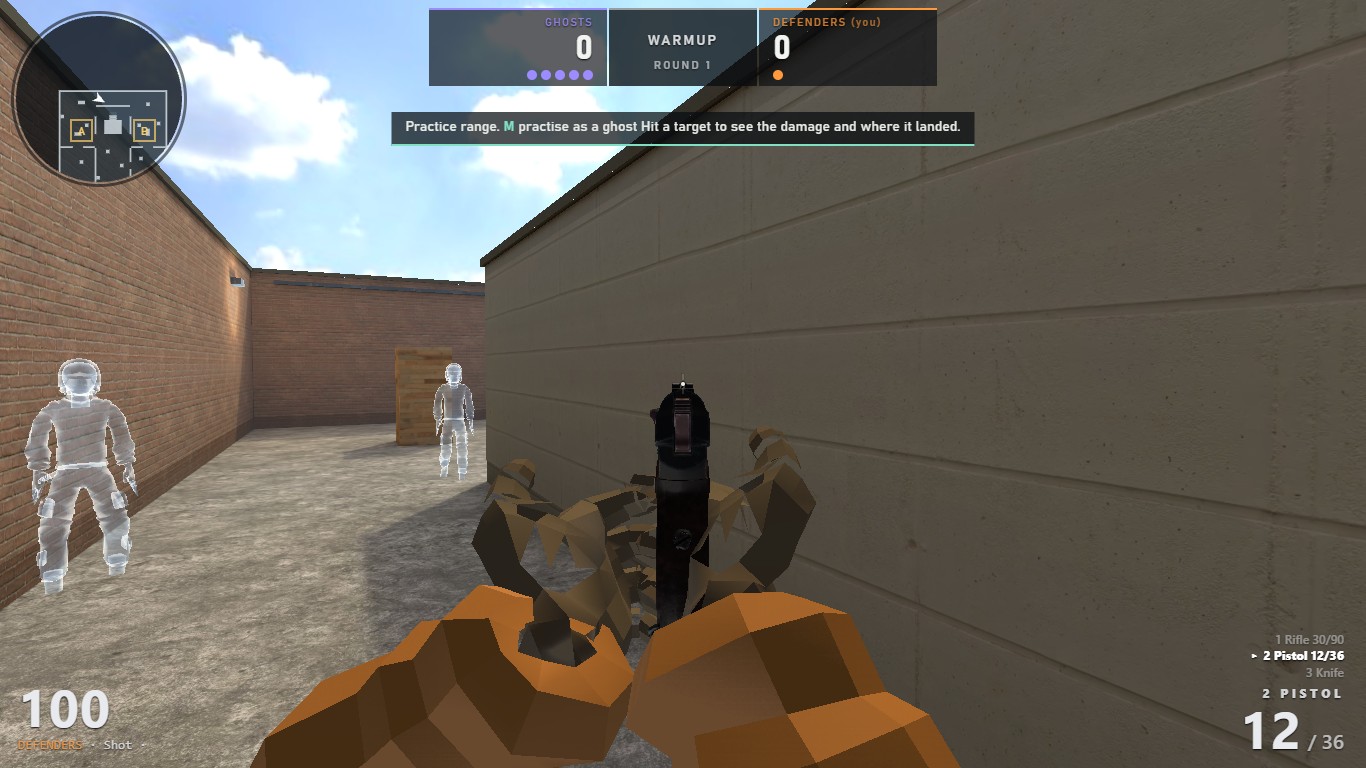 GHOSTS
0
WARMUP
ROUND 1
DEFENDERS (you)
0
Practice range. M practise as a ghost Hit a target to see the damage and where it landed.
A
B
1 Rifle 30/90
▸ 2 Pistol 12/36
3 Knife
2 PISTOL
12 / 36
100
DEFENDERS · Shot ·